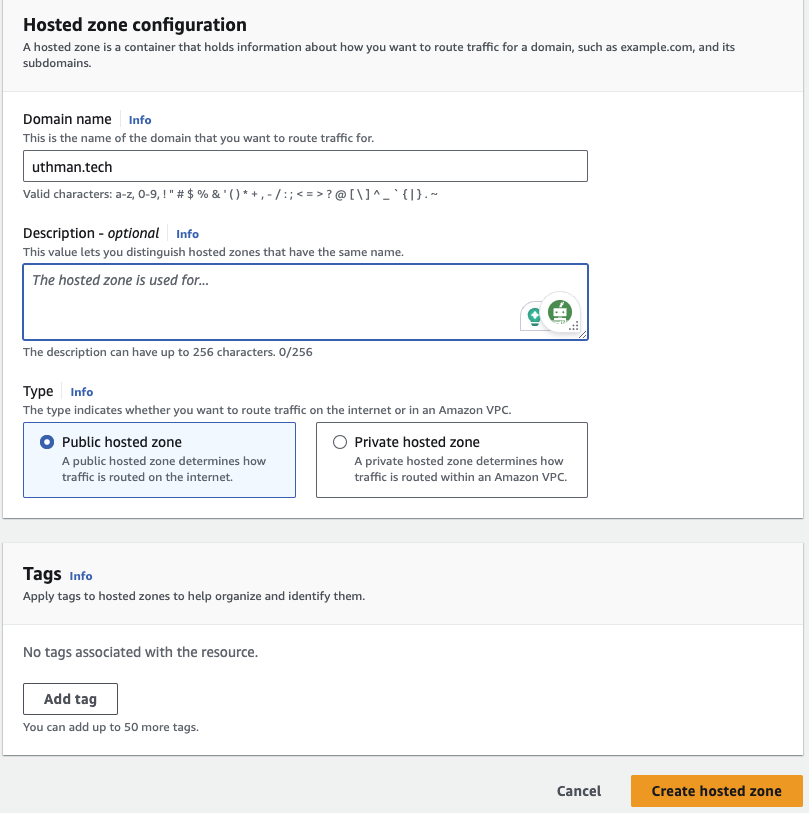 Hosted zone configuration
A hosted zone is a container that holds information about how you want to route traffic for a domain, such as example.com, and its
subdomains.
Domain name Info
This is the name of the domain that you want to route traffic for.
uthman.tech
Valid characters: a-z, 0-9, ! " # $ % & ' ( ) * + , - / : ; < = > ? @ [ \ ] ^ _ ` { | } . ~
Description - optional Info
This value lets you distinguish hosted zones that have the same name.
The hosted zone is used for...
The description can have up to 256 characters. 0/256
Type Info
The type indicates whether you want to route traffic on the internet or in an Amazon VPC.
Public hosted zone
A public hosted zone determines how
traffic is routed on the internet.
Private hosted zone
A private hosted zone determines how
traffic is routed within an Amazon VPC.
Tags Info
Apply tags to hosted zones to help organize and identify them.
No tags associated with the resource.
Add tag
You can add up to 50 more tags.
Cancel Create hosted zone